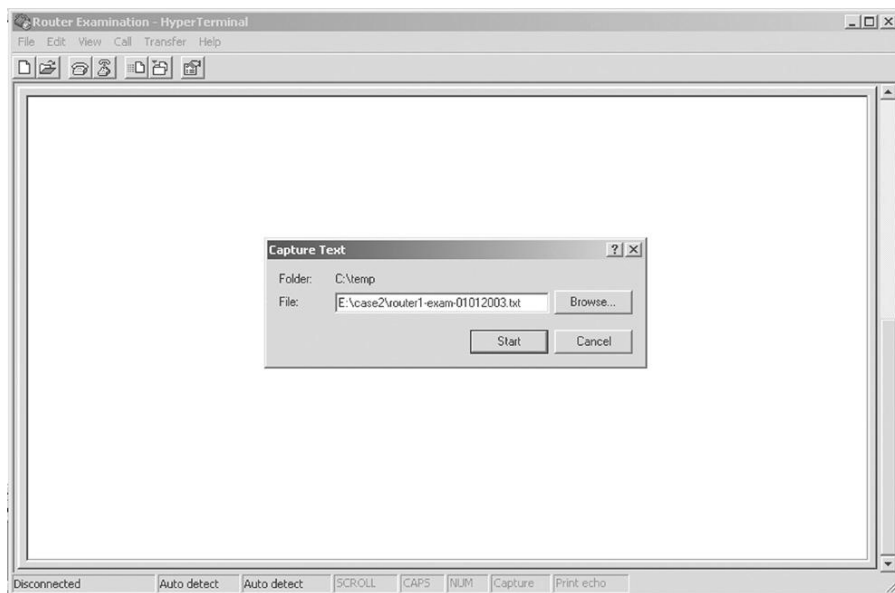 Router Examination - HyperTerminal
File Edit View Call Transfer Help
Capture Text
Folder: C:\temp
File: E:\case2\router1-exam-01012003.txt Browse...
Start Cancel
Disconnected Auto detect Auto detect SCROLL CAPS NUM Capture Print echo